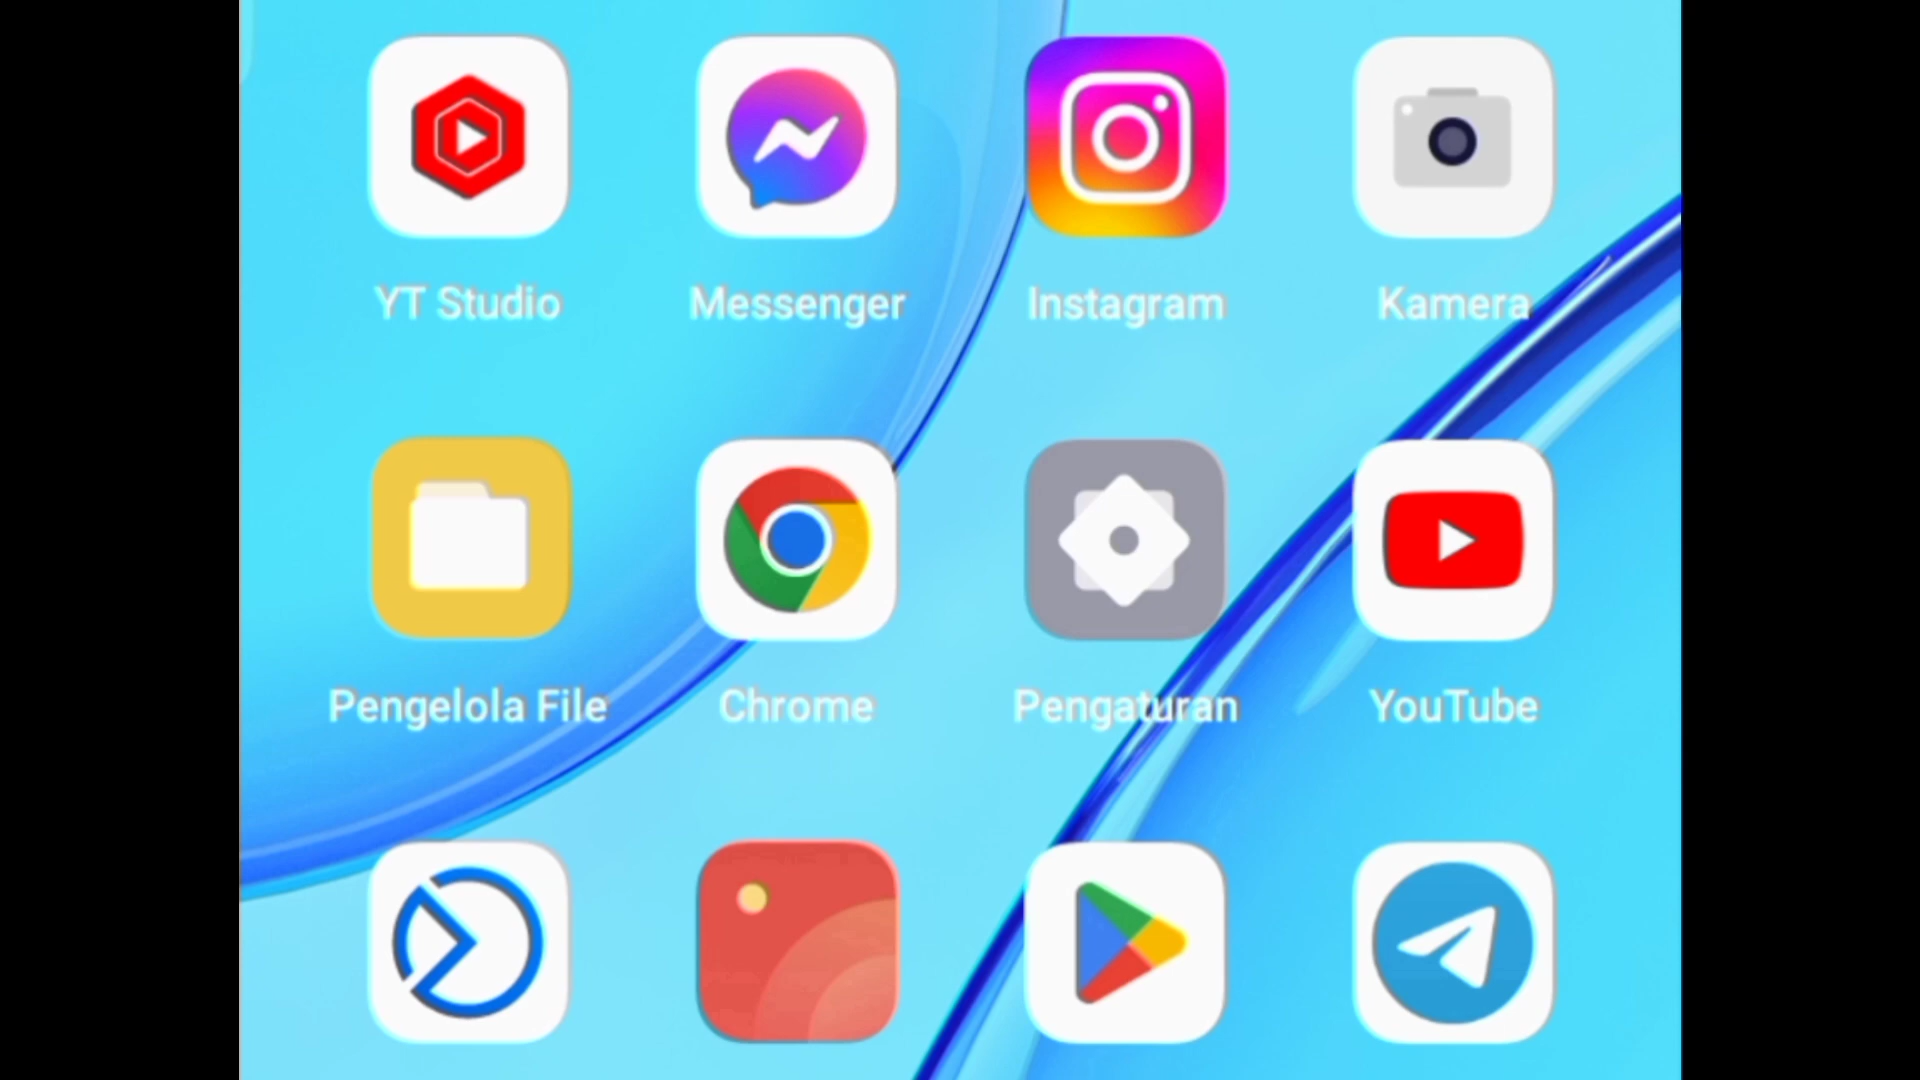 YT Studio
Messenger
Instagram
Kamera
Pengelola File
Chrome
Pengaturan
YouTube